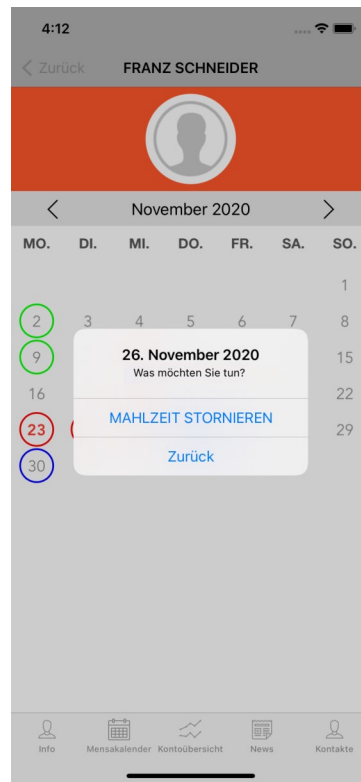 4:12
Zurück FRANZ SCHNEIDER
November 2020
MO. DI. MI. DO. FR. SA. SO.
1
2 3 4 5 6 7 8
9 15
16 22
23 29
30
26. November 2020
Was möchten Sie tun?
MAHLZEIT STORNIEREN
Zurück
Info Mensakalender Kontoübersicht News Kontakte